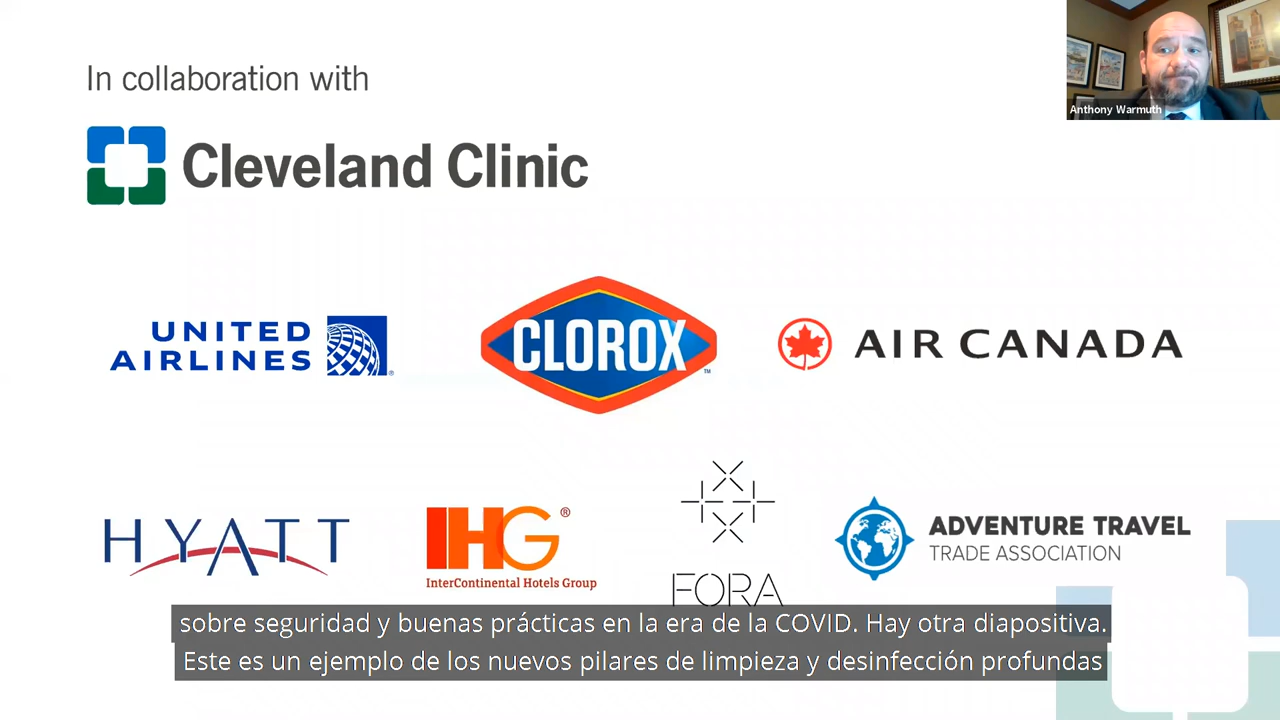 In collaboration with
Cleveland Clinic
Anthony Warmuth
UNITED
AIRLINES
CLOROX
AIR CANADA
HYATT
IHG
InterContinental Hotels Group
FORA
ADVENTURE TRAVEL
TRADE ASSOCIATION
sobre seguridad y buenas prácticas en la era de la COVID. Hay otra diapositiva.
Este es un ejemplo de los nuevos pilares de limpieza y desinfección profundas